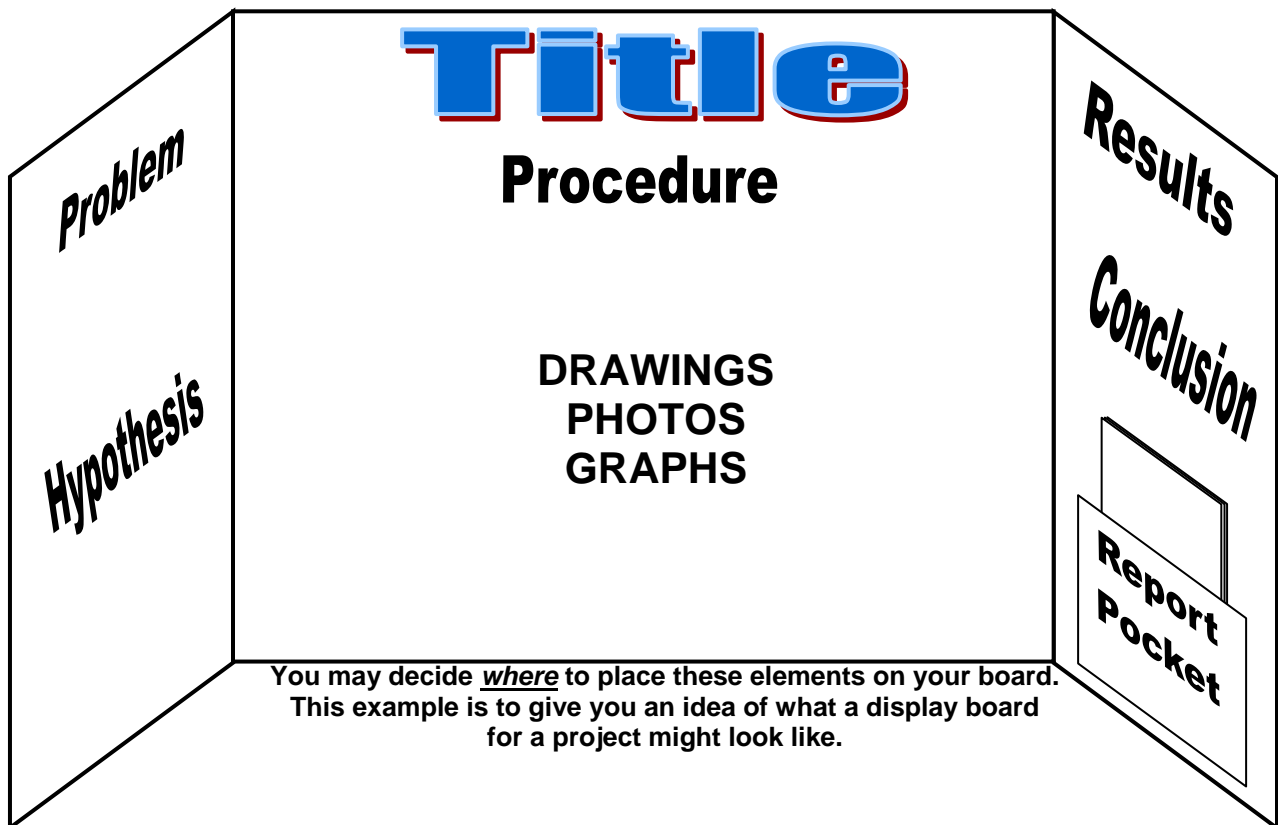 Title
Procedure
Problem
Hypothesis
DRAWINGS
PHOTOS
GRAPHS
Results
Conclusion
Report
Pocket
You may decide where to place these elements on your board.
This example is to give you an idea of what a display board
for a project might look like.